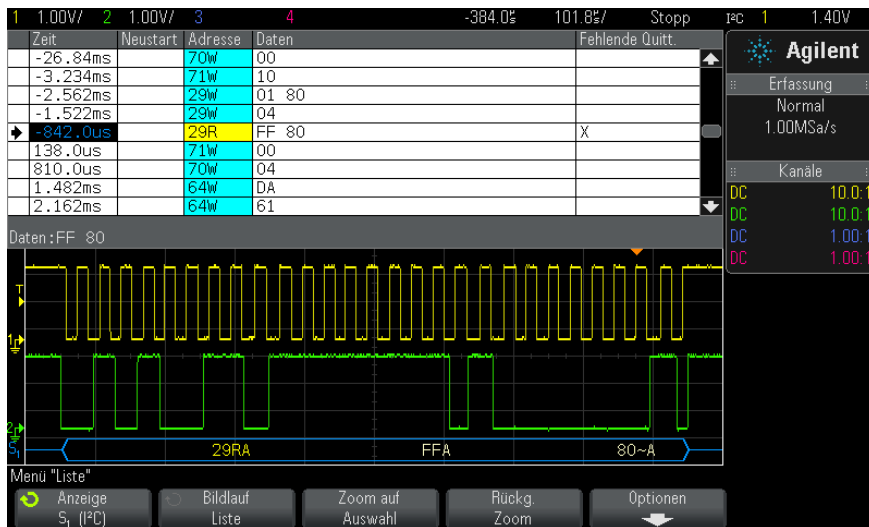 1 1.00V/ 2 1.00V/ 3 4 -384.0µs 101.8µs/ Stopp I²C 1 1.40V
Zeit Neustart Adresse Daten Fehlende Quitt.
-26.84ms 70W 00
-3.234ms 71W 10
-2.562ms 29W 01 80
-1.522ms 29W 04
-842.0us 29R FF 80 X
138.0us 71W 00
810.0us 70W 04
1.482ms 64W DA
2.162ms 64W 61
Daten:FF 80
Agilent
Erfassung
Normal
1.00MSa/s
Kanäle
DC 10.0:1
DC 10.0:1
DC 1.00:1
DC 1.00:1
T
1
2
S₁ 29RA FFA 80~A
Menü "Liste"
Anzeige
S₁ (I²C)
Bildlauf
Liste
Zoom auf
Auswahl
Rückg.
Zoom
Optionen